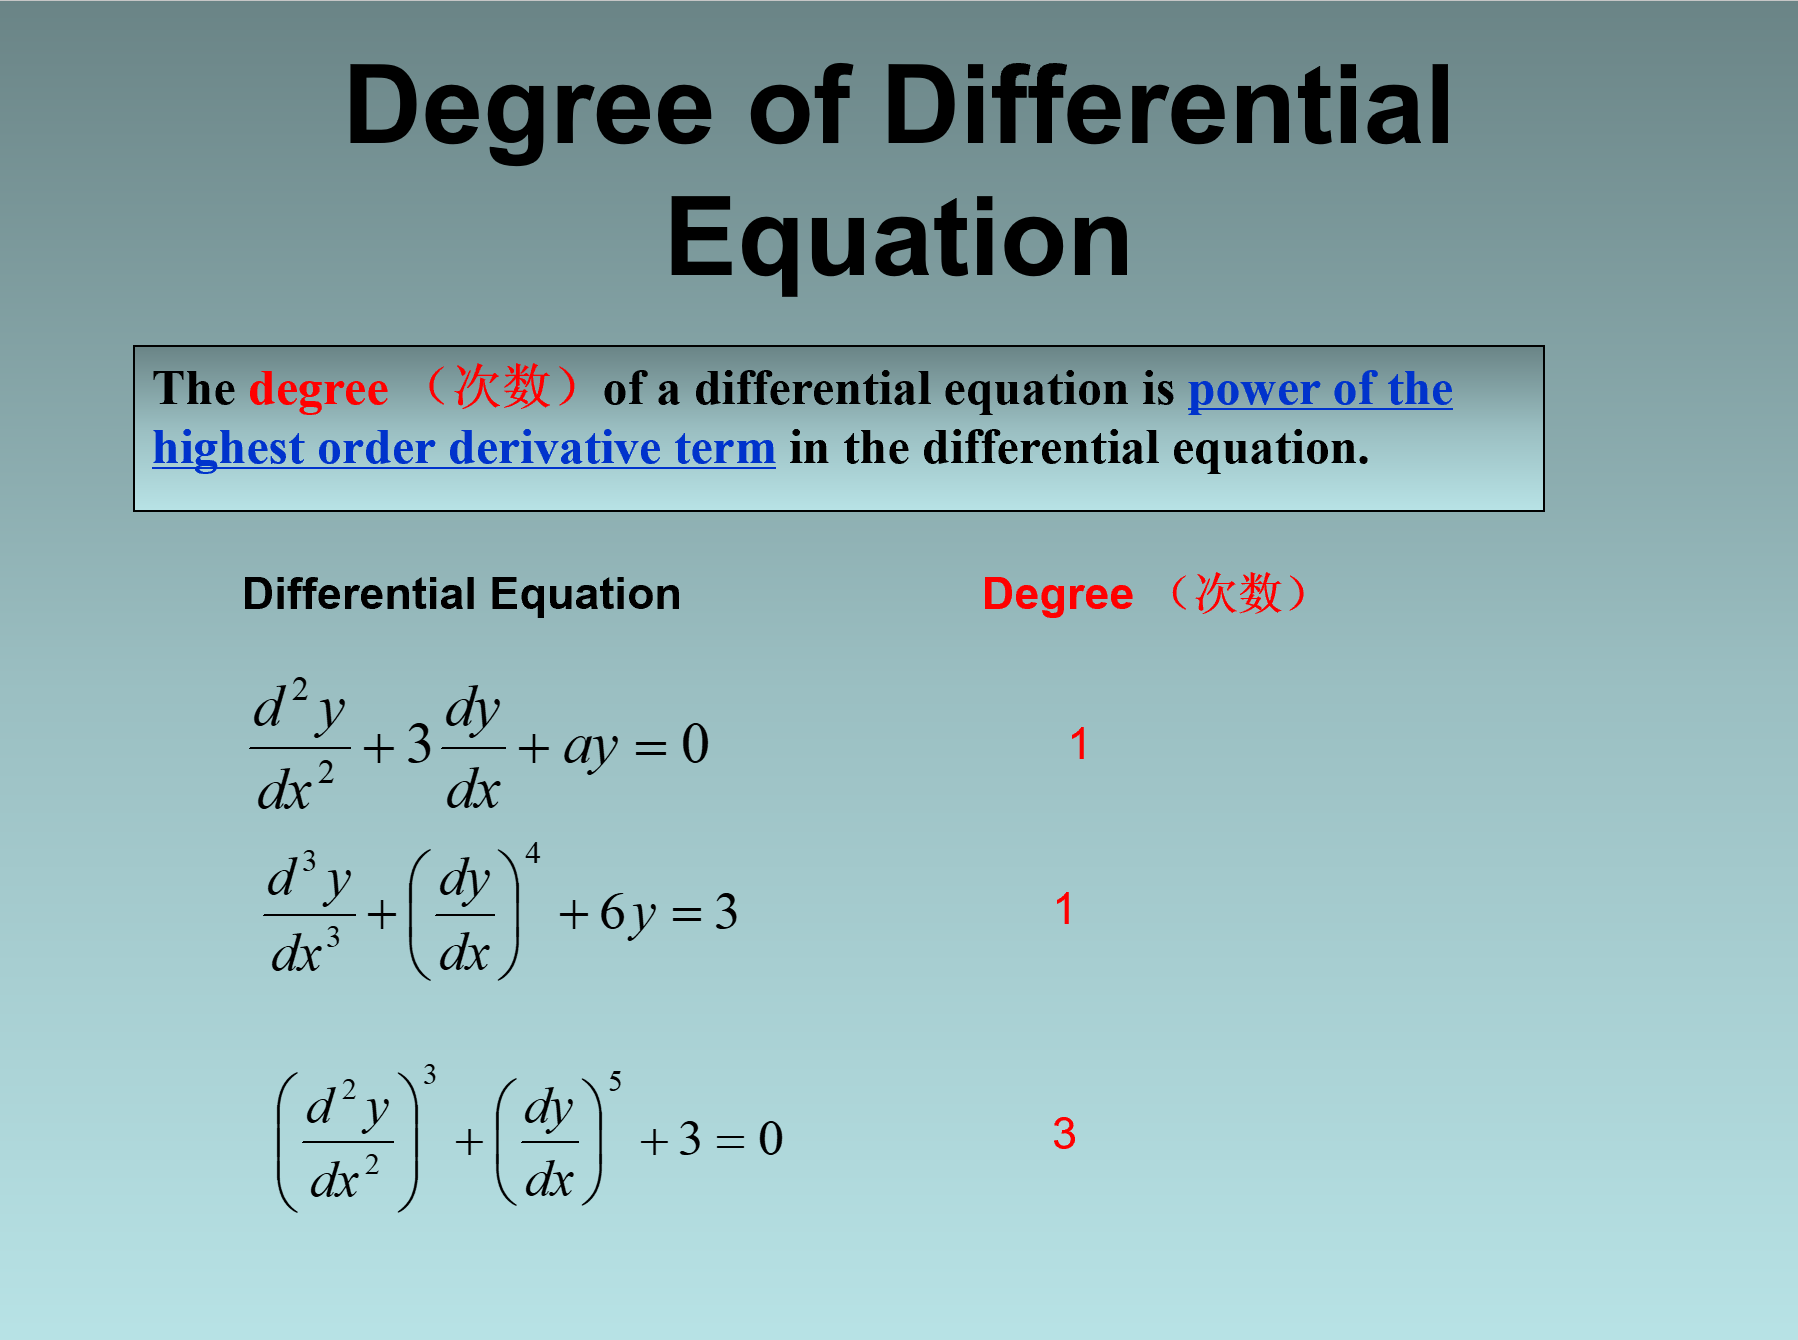 Degree of Differential
Equation
The degree （次数）of a differential equation is power of the
highest order derivative term in the differential equation.
Differential Equation Degree （次数）
\frac{d^2 y}{dx^2} + 3\frac{dy}{dx} + ay = 0 1
\frac{d^3 y}{dx^3} + \left(\frac{dy}{dx}\right)^4 + 6y = 3 1
\left(\frac{d^2 y}{dx^2}\right)^3 + \left(\frac{dy}{dx}\right)^5 + 3 = 0 3